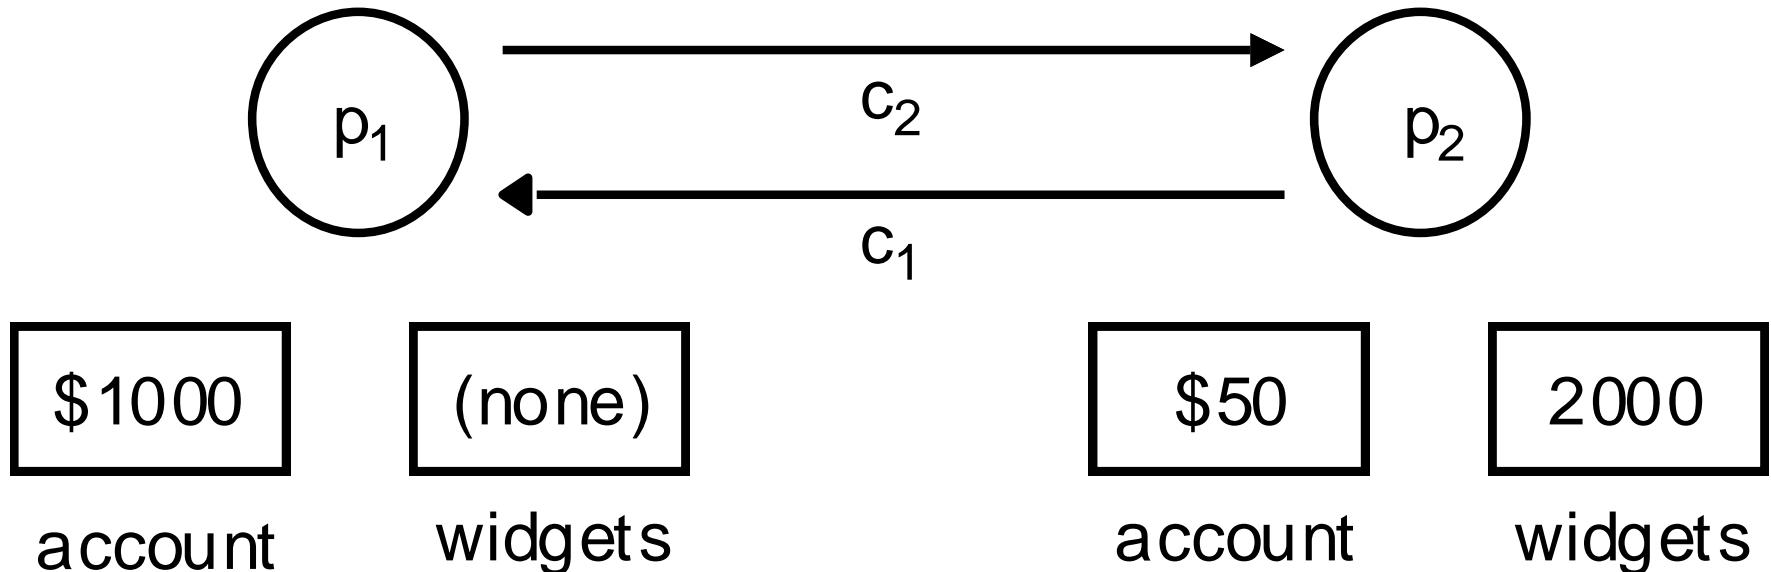 p₁ c₂ p₂
c₁
$1000 (none) $50 2000
account widgets account widgets